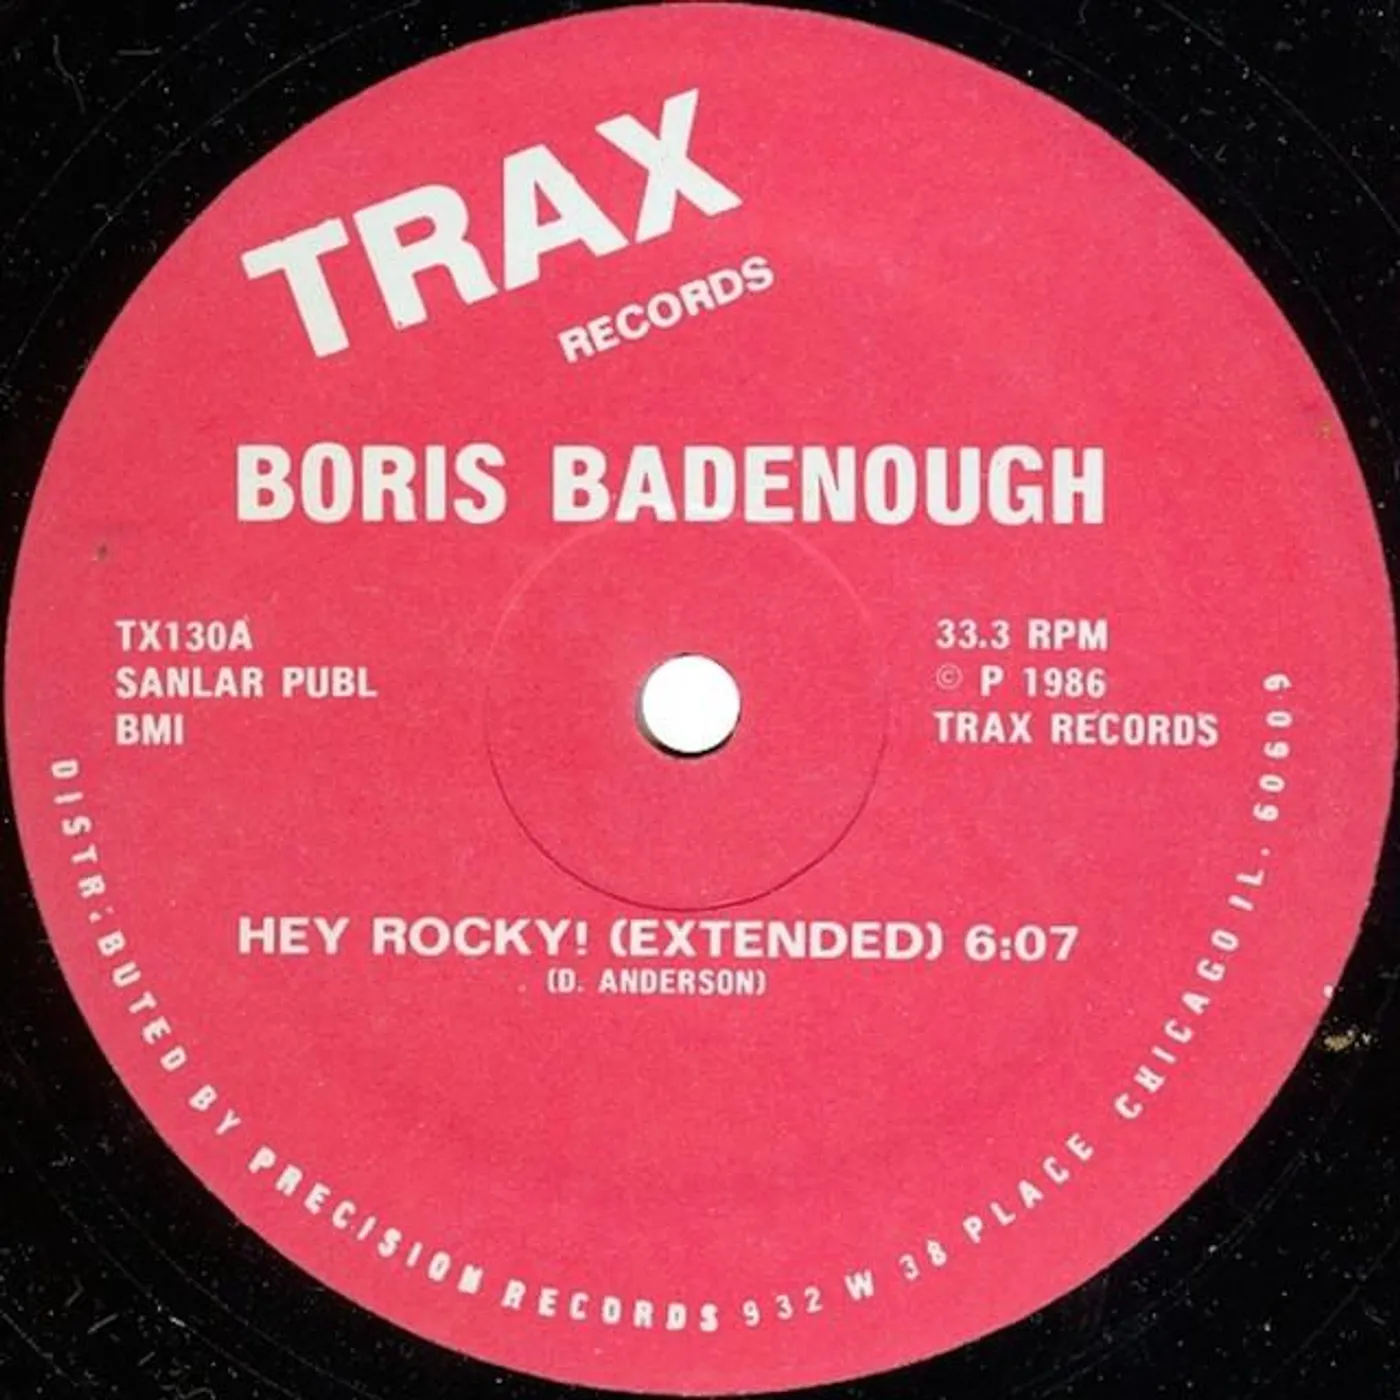 TRAX
RECORDS
BORIS BADENOUGH
TX130A
SANLAR PUBL
BMI
33.3 RPM
© P 1986
TRAX RECORDS
HEY ROCKY! (EXTENDED) 6:07
(D. ANDERSON)
DISTRIBUTED BY PRECISION RECORDS 932 W 38 PLACE CHICAGO IL. 60609